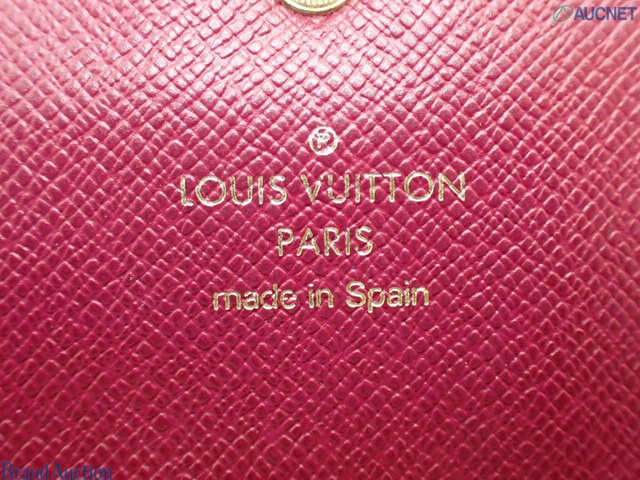 AUCNET
®
LOUIS VUITTON
PARIS
made in Spain
Brand Auction